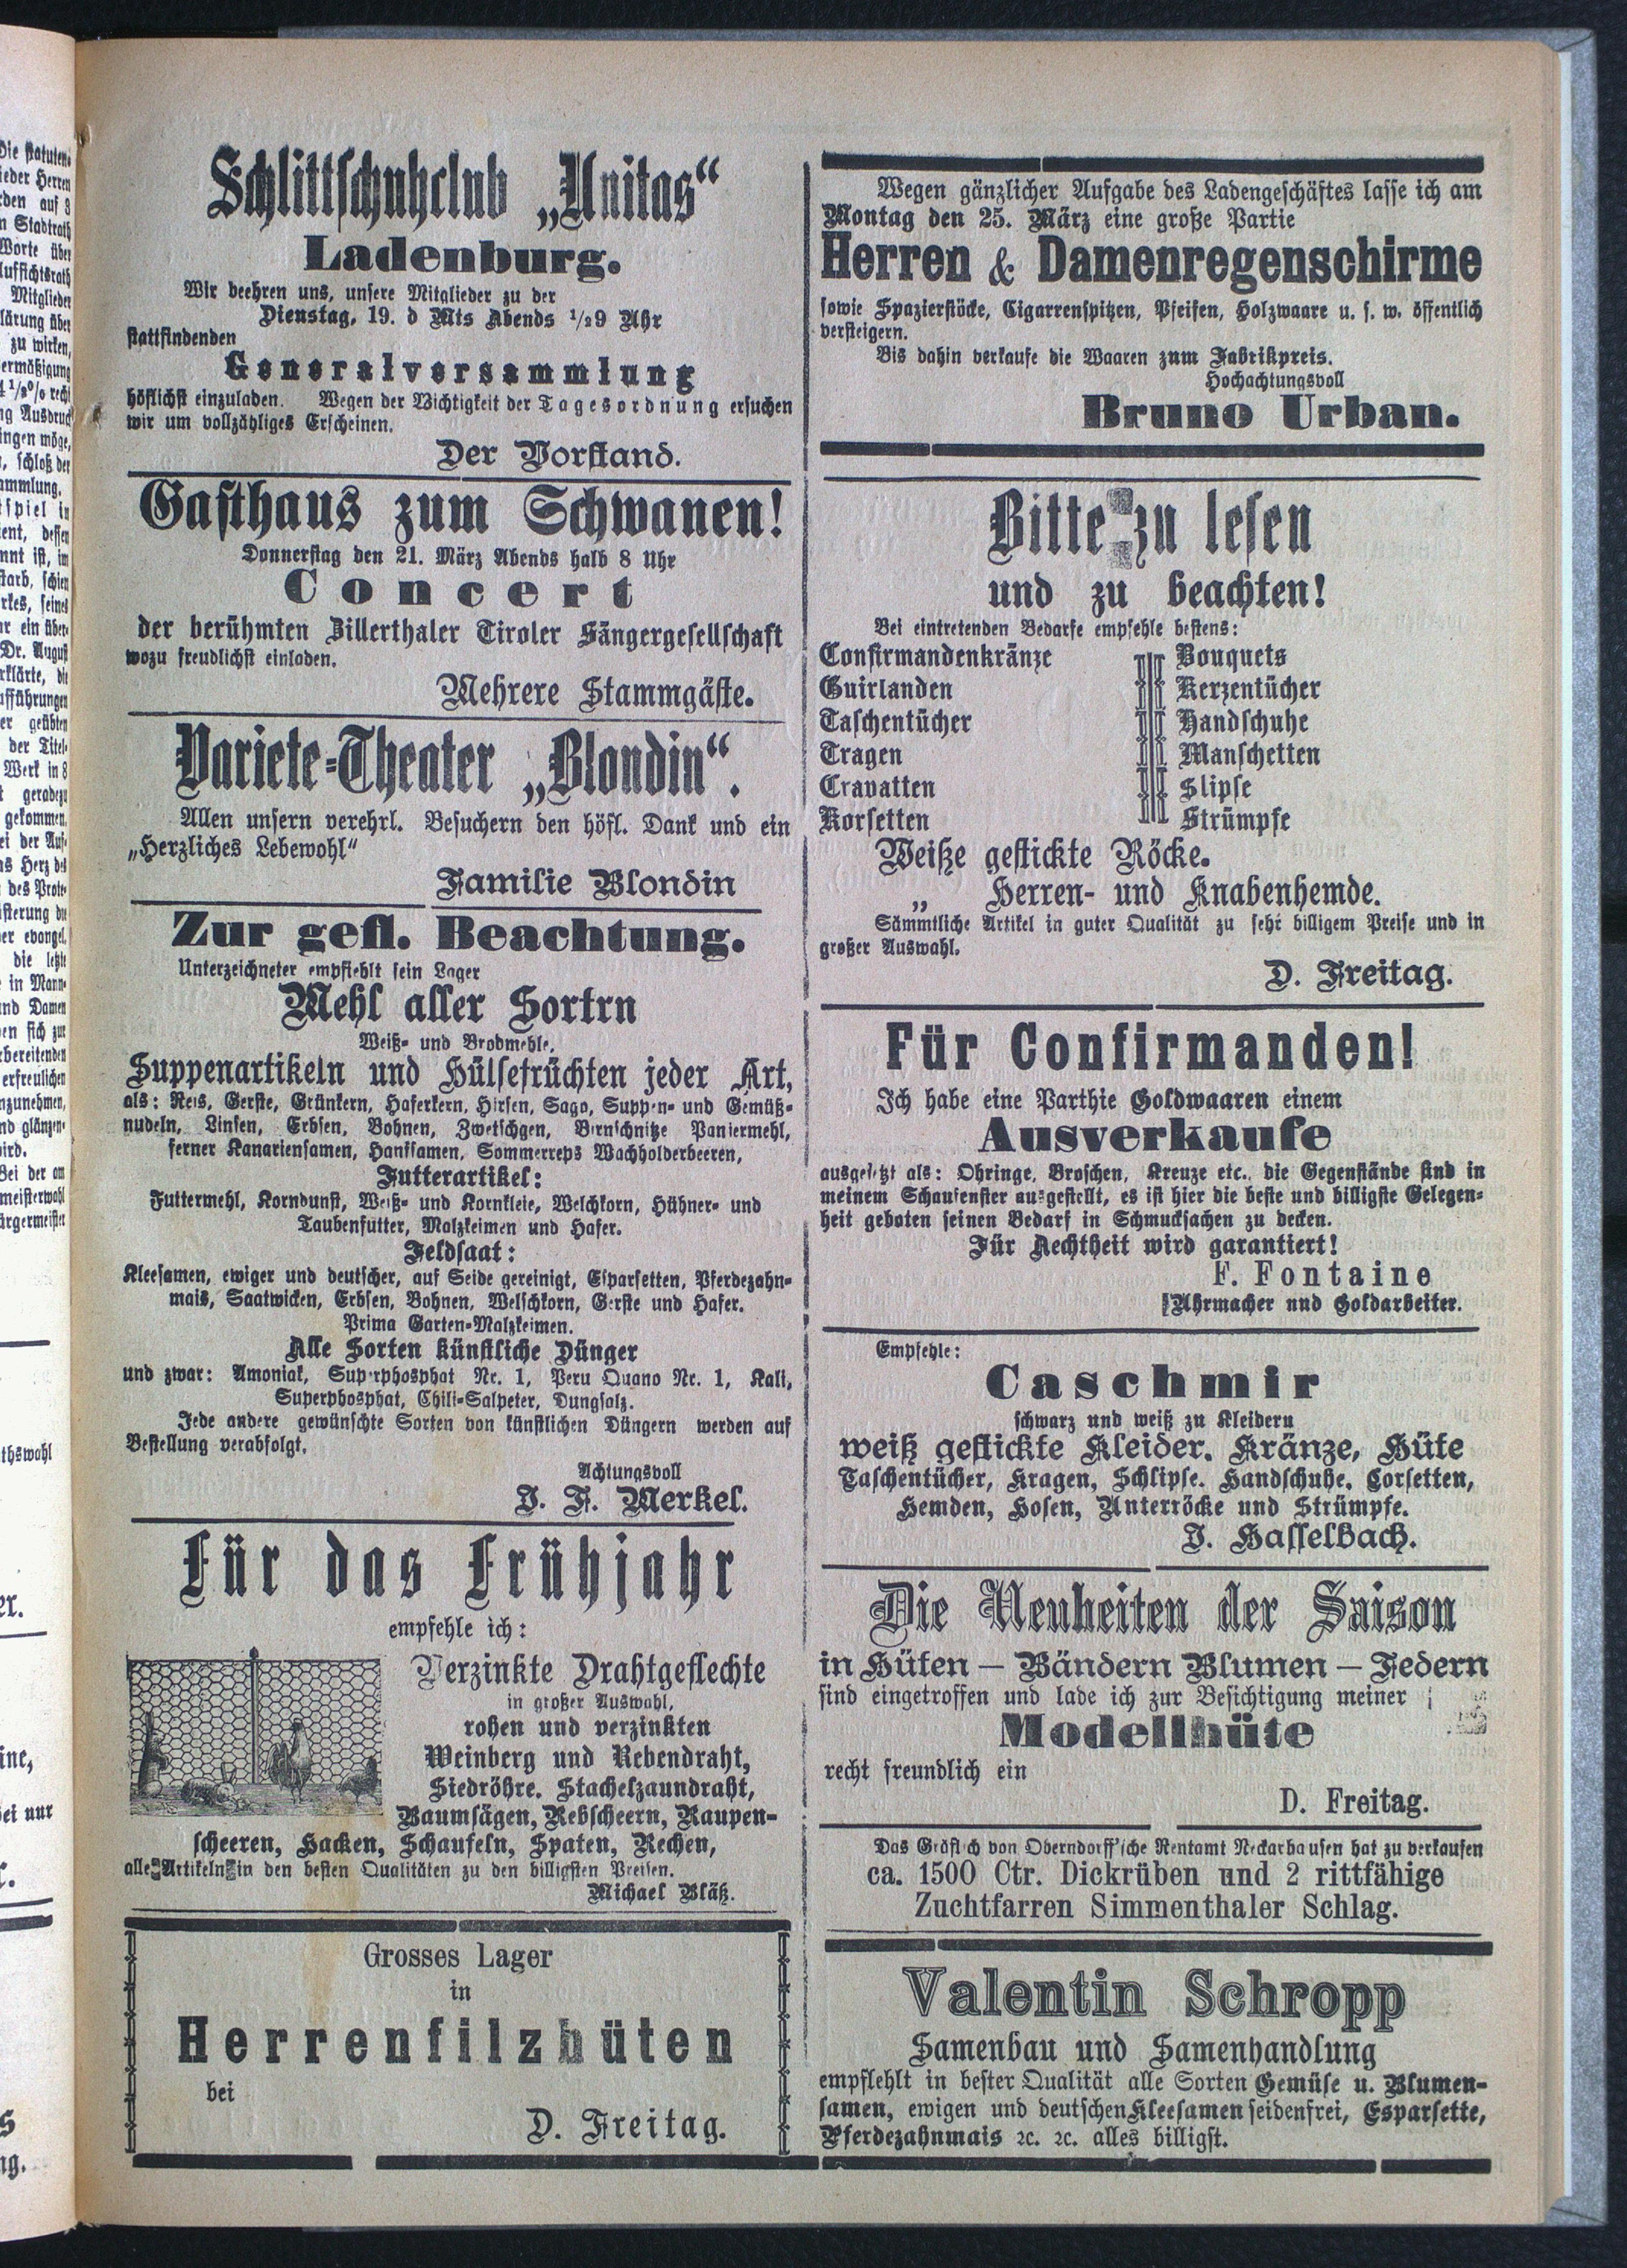 Schlittschuhclub „Unitas“
Ladenburg.
Wir beehren uns, unsere Mitglieder zu der
Dienstag, 19. d Mts Abends 1/29 Uhr
stattfindenden
Generalversammlung
höflichst einzuladen. Wegen der Wichtigkeit der Tagesordnung ersuchen
wir um vollzähliges Erscheinen.
Der Vorstand.
Gasthaus zum Schwanen!
Donnerstag den 21. März Abends halb 8 Uhr
Concert
der berühmten Zillerthaler Tiroler Sängergesellschaft
wozu freudlichst einladen.
Mehrere Stammgäste.
Variete-Theater „Blondin“.
Allen unsern verehrl. Besuchern den höfl. Dank und ein
„Herzliches Lebewohl“
Familie Blondin
Zur gefl. Beachtung.
Unterzeichneter empfiehlt sein Lager
Mehl aller Sortrn
Weiß- und Brodmehle.
Suppenartikeln und Hülsefrüchten jeder Art,
als: Reis, Gerste, Grünkern, Haferkern, Hirsen, Sago, Suppen- und Gemüß-
nudeln, Linsen, Erbsen, Bohnen, Zwetschgen, Birnschnitze Paniermehl,
ferner Kanariensamen, Hanfsamen, Sommerreps Wachholderbeeren,
Futterartikel:
Futtermehl, Korndunst, Weiß- und Kornkleie, Welchkorn, Hühner- und
Taubenfutter, Malzkeimen und Hafer.
Feldsaat:
Kleesamen, ewiger und deutscher, auf Seide gereinigt, Esparsetten, Pferdezahn-
mais, Saatwicken, Erbsen, Bohnen, Welschkorn, Gerste und Hafer.
Prima Garten-Malzkeimen.
Alle Sorten künstliche Dünger
und zwar: Amoniak, Superphosphat Nr. 1, Peru Quano Nr. 1, Kali,
Superphosphat, Chili-Salpeter, Dungsalz.
Jede andere gewünschte Sorten von künstlichen Düngern werden auf
Bestellung verabfolgt.
Achtungsvoll
J. F. Merkel.
Für das Frühjahr
empfehle ich:
Verzinkte Drahtgeflechte
in großer Auswahl,
rohen und verzinkten
Weinberg und Rebendraht,
Siedröhre. Stachelzaundraht,
Baumsägen, Rebscheern, Raupen-
scheeren, Hacken, Schaufeln, Spaten, Rechen,
alle Artikeln in den besten Qualitäten zu den billigsten Preisen.
Michael Bläß.
Grosses Lager
in
Herrenfilzhüten
bei
D. Freitag.
Wegen gänzlicher Aufgabe des Ladengeschäftes lasse ich am
Montag den 25. März eine große Partie
Herren & Damenregenschirme
sowie Spazierstöcke, Cigarrenspitzen, Pfeifen, Holzwaare u. s. w. öffentlich
versteigern.
Bis dahin verkaufe die Waaren zum Fabrikpreis.
Hochachtungsvoll
Bruno Urban.
Bitte zu lesen
und zu beachten!
Bei eintretenden Bedarfe empfehle bestens:
Confirmandenkränze Bouquets
Guirlanden Kerzentücher
Taschentücher Handschuhe
Tragen Manschetten
Cravatten Slipse
Korsetten Strümpfe
Weiße gestickte Röcke.
„ Herren- und Knabenhemde.
Sämmtliche Artikel in guter Qualität zu sehr billigem Preise und in
großer Auswahl.
D. Freitag.
Für Confirmanden!
Ich habe eine Parthie Goldwaaren einem
Ausverkaufe
ausgesetzt als: Ohringe, Broschen, Kreuze etc. die Gegenstände sind in
meinem Schaufenster ausgestellt, es ist hier die beste und billigste Gelegen-
heit geboten seinen Bedarf in Schmucksachen zu decken.
Für Aechtheit wird garantiert!
F. Fontaine
Uhrmacher nnd Goldarbeiter.
Empfehle:
Caschmir
schwarz und weiß zu Kleidern
weiß gestickte Kleider. Kränze, Hüte
Taschentücher, Kragen, Schlipse. Handschuhe, Corsetten,
Hemden, Hosen, Unterröcke und Strümpfe.
J. Hasselbach.
Die Neuheiten der Saison
in Hüten – Bändern Blumen – Federn
sind eingetroffen und lade ich zur Besichtigung meiner
Modellhüte
recht freundlich ein
D. Freitag.
Das Gräflich von Oberndorff'sche Rentamt Neckarhausen hat zu verkaufen
ca. 1500 Ctr. Dickrüben und 2 rittfähige
Zuchtfarren Simmenthaler Schlag.
Valentin Schropp
Samenbau und Samenhandlung
empfiehlt in bester Qualität alle Sorten Gemüse u. Blumen-
samen, ewigen und deutschen Kleesamen seidenfrei, Esparsette,
Pferdezahnmais ꝛc. ꝛc. alles billigst.